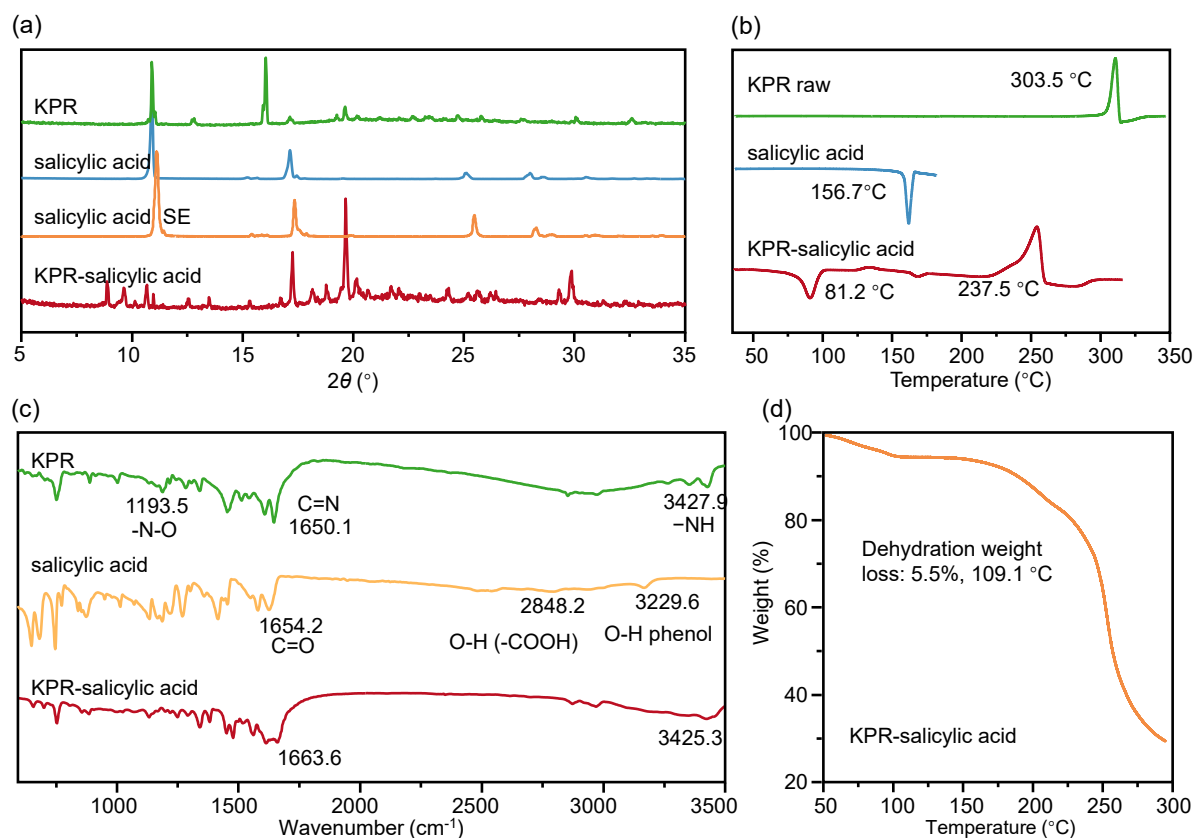 (a)
KPR
salicylic acid
salicylic acid SE
KPR-salicylic acid
5
10
15
20
25
30
35
2θ (°)
(b)
KPR raw
303.5 °C
salicylic acid
156.7°C
KPR-salicylic acid
81.2 °C
237.5 °C
50
100
150
200
250
300
350
Temperature (°C)
(c)
KPR
1193.5
-N-O
C=N
1650.1
3427.9
−NH
salicylic acid
1654.2
C=O
2848.2
O-H (-COOH)
3229.6
O-H phenol
KPR-salicylic acid
1663.6
3425.3
1000
1500
2000
2500
3000
3500
Wavenumber (cm⁻¹)
(d)
100
80
60
40
20
Weight (%)
Dehydration weight
loss: 5.5%, 109.1 °C
KPR-salicylic acid
50
100
150
200
250
300
Temperature (°C)